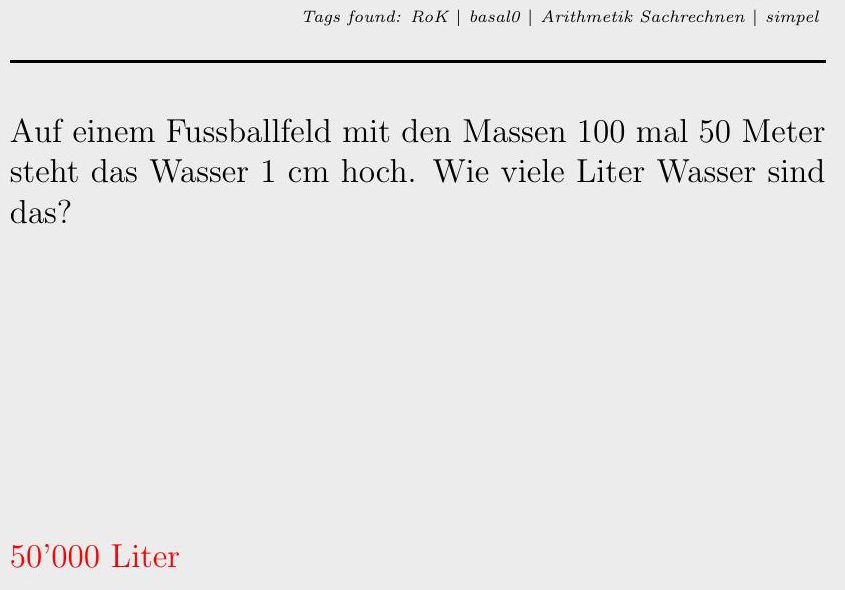 Tags found: RoK | basal0 | Arithmetik Sachrechnen | simpel
Auf einem Fussballfeld mit den Massen 100 mal 50 Meter
steht das Wasser 1 cm hoch. Wie viele Liter Wasser sind
das?
50'000 Liter